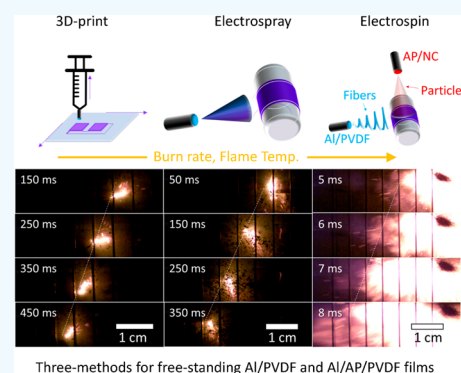 3D-print
Electrospray
Electrospin
AP/NC
Fibers
Particle
Al/PVDF
Burn rate, Flame Temp.
150 ms
50 ms
5 ms
250 ms
150 ms
6 ms
350 ms
250 ms
7 ms
450 ms
350 ms
8 ms
1 cm
1 cm
1 cm
Three-methods for free-standing Al/PVDF and Al/AP/PVDF films